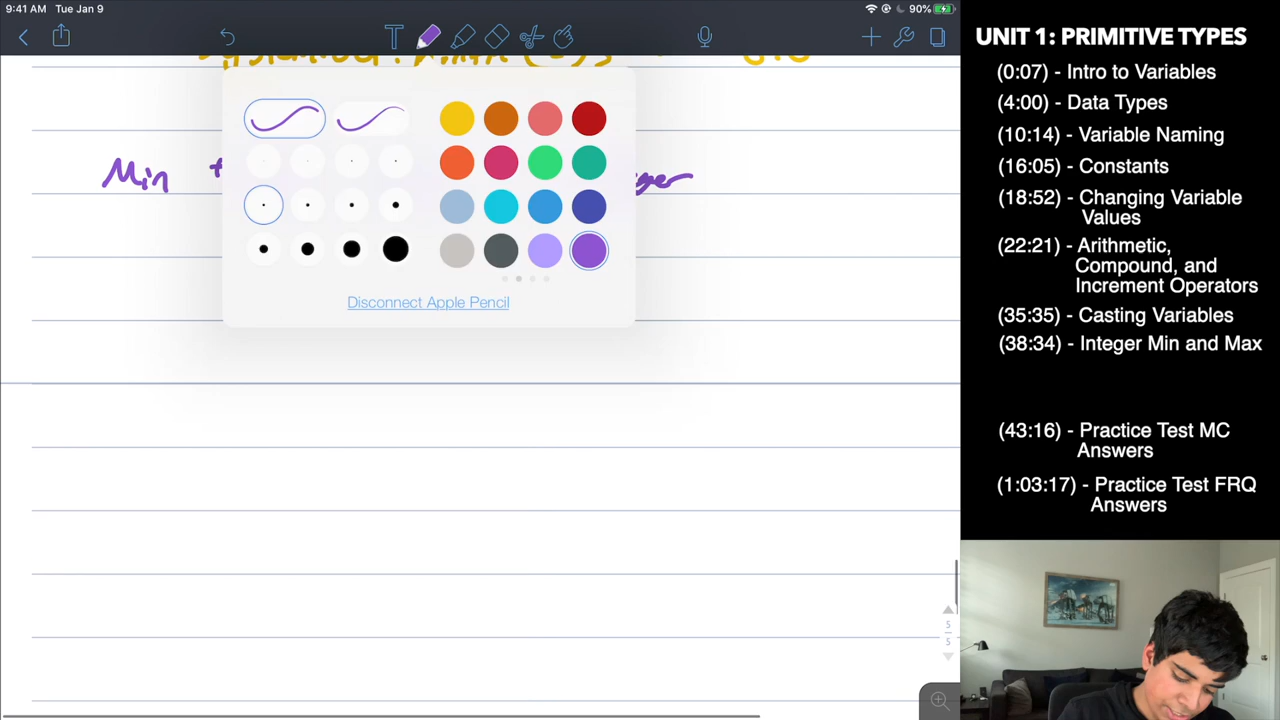 9:41 AM Tue Jan 9
90%
T
Min
Disconnect Apple Pencil
5
5
UNIT 1: PRIMITIVE TYPES
(0:07) - Intro to Variables
(4:00) - Data Types
(10:14) - Variable Naming
(16:05) - Constants
(18:52) - Changing Variable
Values
(22:21) - Arithmetic,
Compound, and
Increment Operators
(35:35) - Casting Variables
(38:34) - Integer Min and Max
(43:16) - Practice Test MC
Answers
(1:03:17) - Practice Test FRQ
Answers